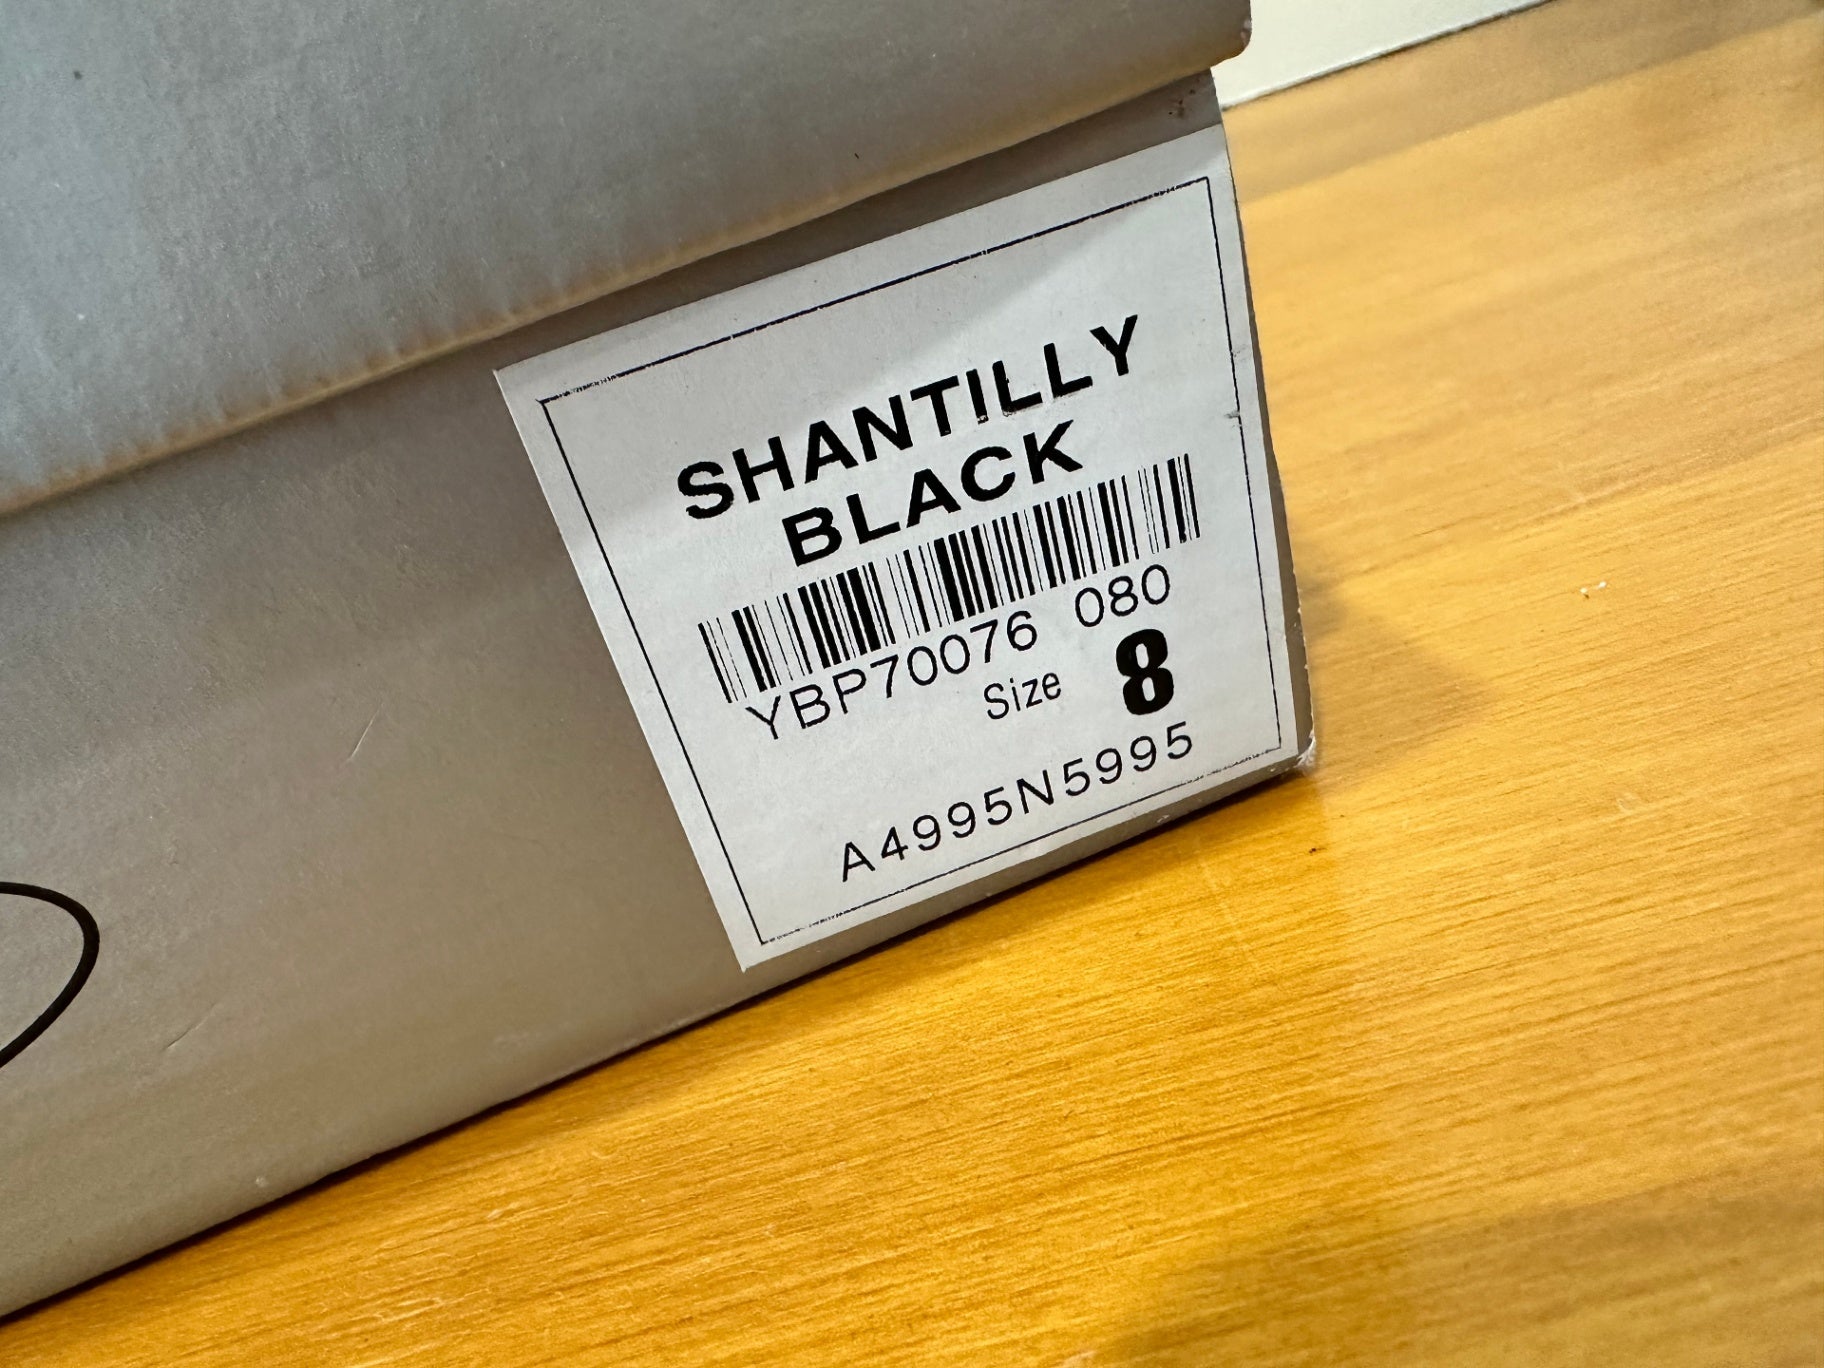 SHANTILLY
BLACK
YBP70076 080
Size 8
A4995N5995